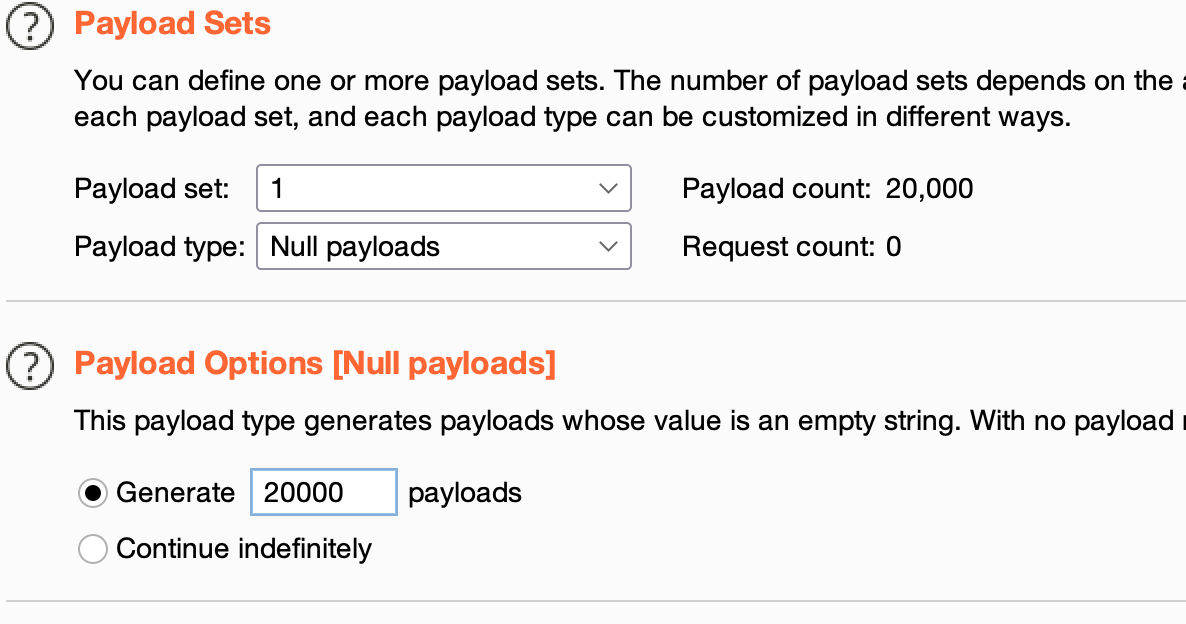 Payload Sets
You can define one or more payload sets. The number of payload sets depends on the
each payload set, and each payload type can be customized in different ways.
Payload set: 1 Payload count: 20,000
Payload type: Null payloads Request count: 0
Payload Options [Null payloads]
This payload type generates payloads whose value is an empty string. With no payload
Generate 20000 payloads
Continue indefinitely